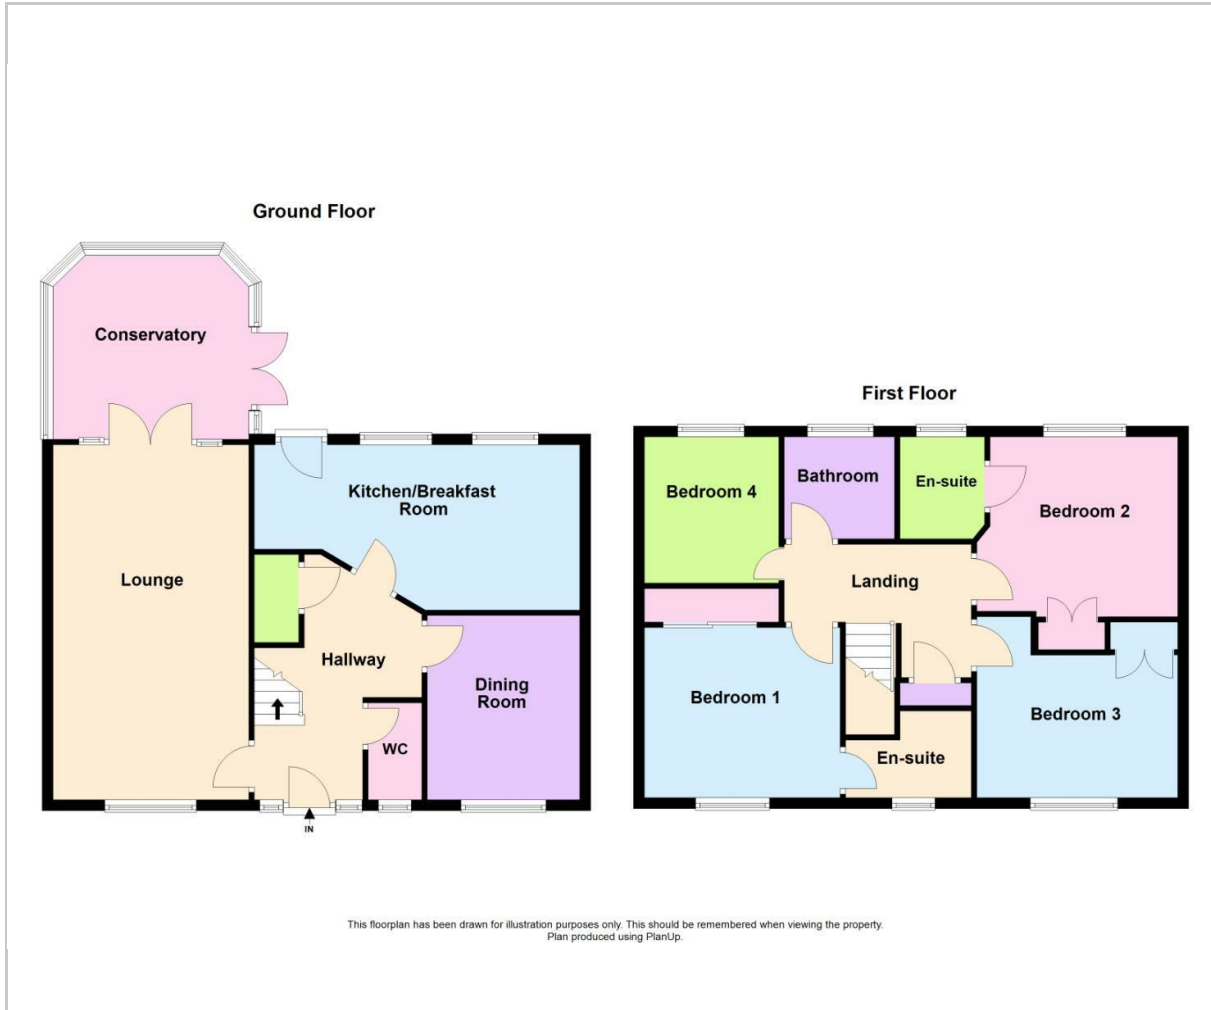 Ground Floor
Conservatory
Kitchen/Breakfast
Room
Lounge
Hallway
Dining
Room
WC
IN
First Floor
Bedroom 4
Bathroom
En-suite
Bedroom 2
Landing
Bedroom 1
Bedroom 3
En-suite
This floorplan has been drawn for illustration purposes only. This should be remembered when viewing the property.
Plan produced using PlanUp.